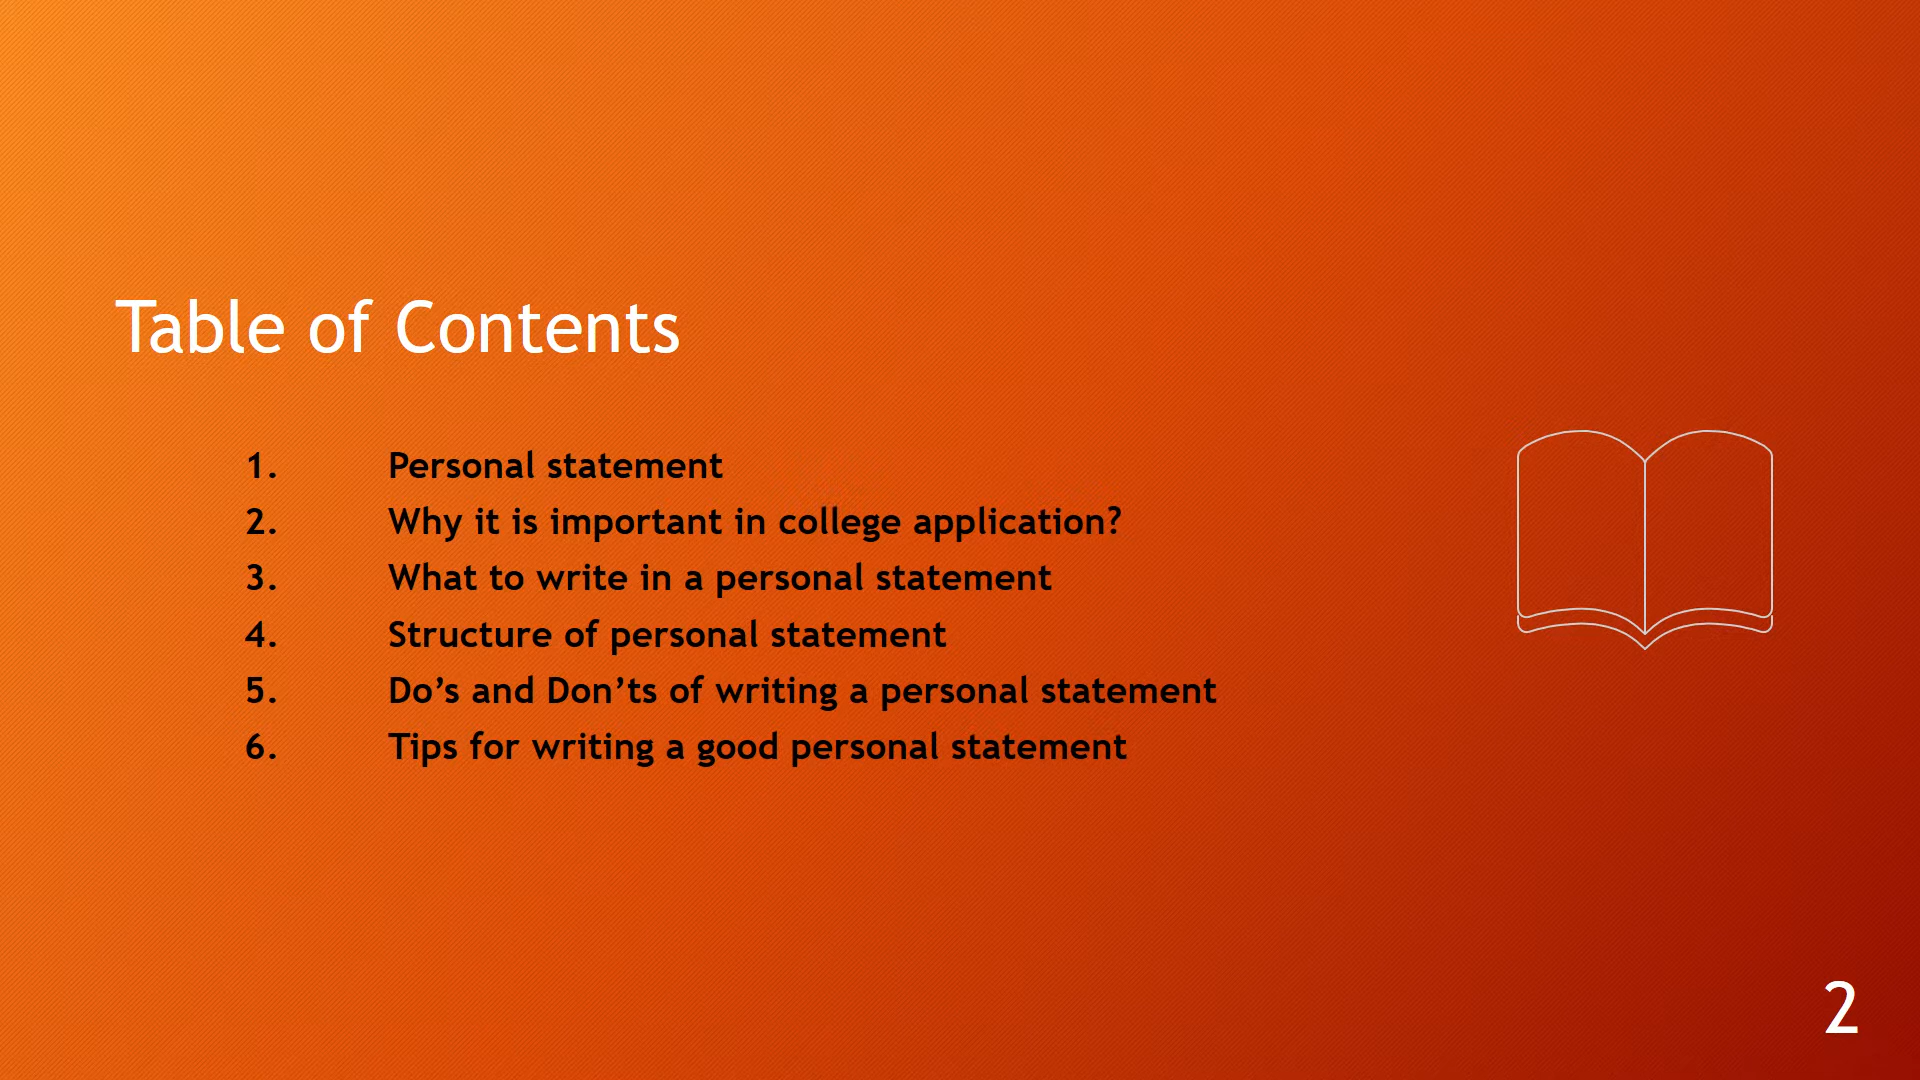 Table of Contents
1. Personal statement
2. Why it is important in college application?
3. What to write in a personal statement
4. Structure of personal statement
5. Do’s and Don’ts of writing a personal statement
6. Tips for writing a good personal statement
2